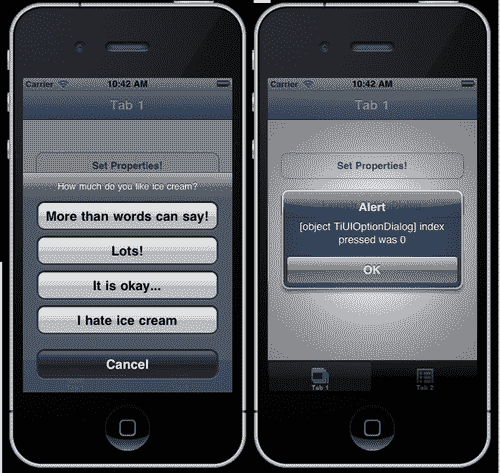 Carrier 10:42 AM
Tab 1
Set Properties!
How much do you like ice cream?
More than words can say!
Lots!
It is okay...
I hate ice cream
Cancel
Carrier 10:42 AM
Tab 1
Set Properties!
Alert
[object TiUIOptionDialog] index
pressed was 0
OK
Tab 1
Tab 2